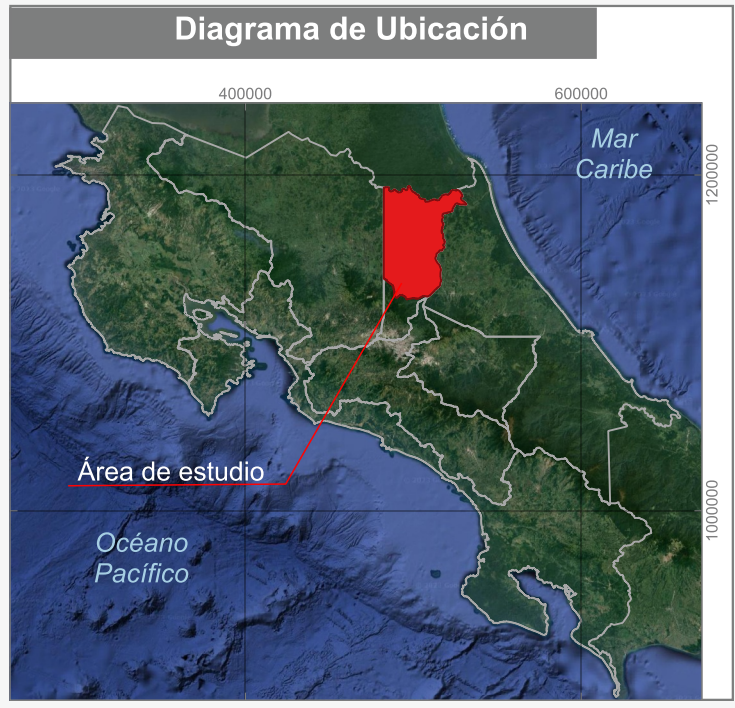 Diagrama de Ubicación
400000
600000
Mar
Caribe
1200000
Área de estudio
1000000
Océano
Pacífico